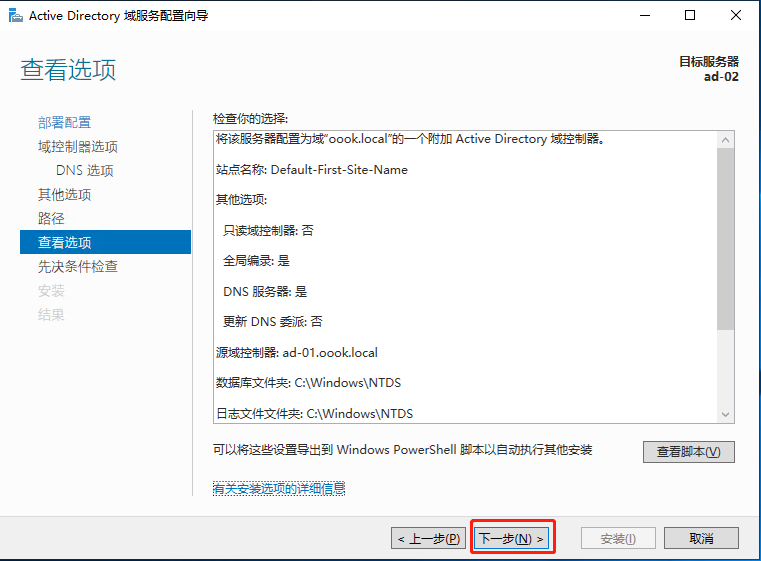 Active Directory 域服务配置向导
查看选项
目标服务器
ad-02
部署配置
域控制器选项
DNS 选项
其他选项
路径
查看选项
先决条件检查
安装
结果
检查你的选择:
将该服务器配置为域"oook.local"的一个附加 Active Directory 域控制器。
站点名称: Default-First-Site-Name
其他选项:
只读域控制器: 否
全局编录: 是
DNS 服务器: 是
更新 DNS 委派: 否
源域控制器: ad-01.oook.local
数据库文件夹: C:\Windows\NTDS
日志文件文件夹: C:\Windows\NTDS
可以将这些设置导出到 Windows PowerShell 脚本以自动执行其他安装
查看脚本(V)
有关安装选项的详细信息
< 上一步(P) 下一步(N) > 安装(I) 取消